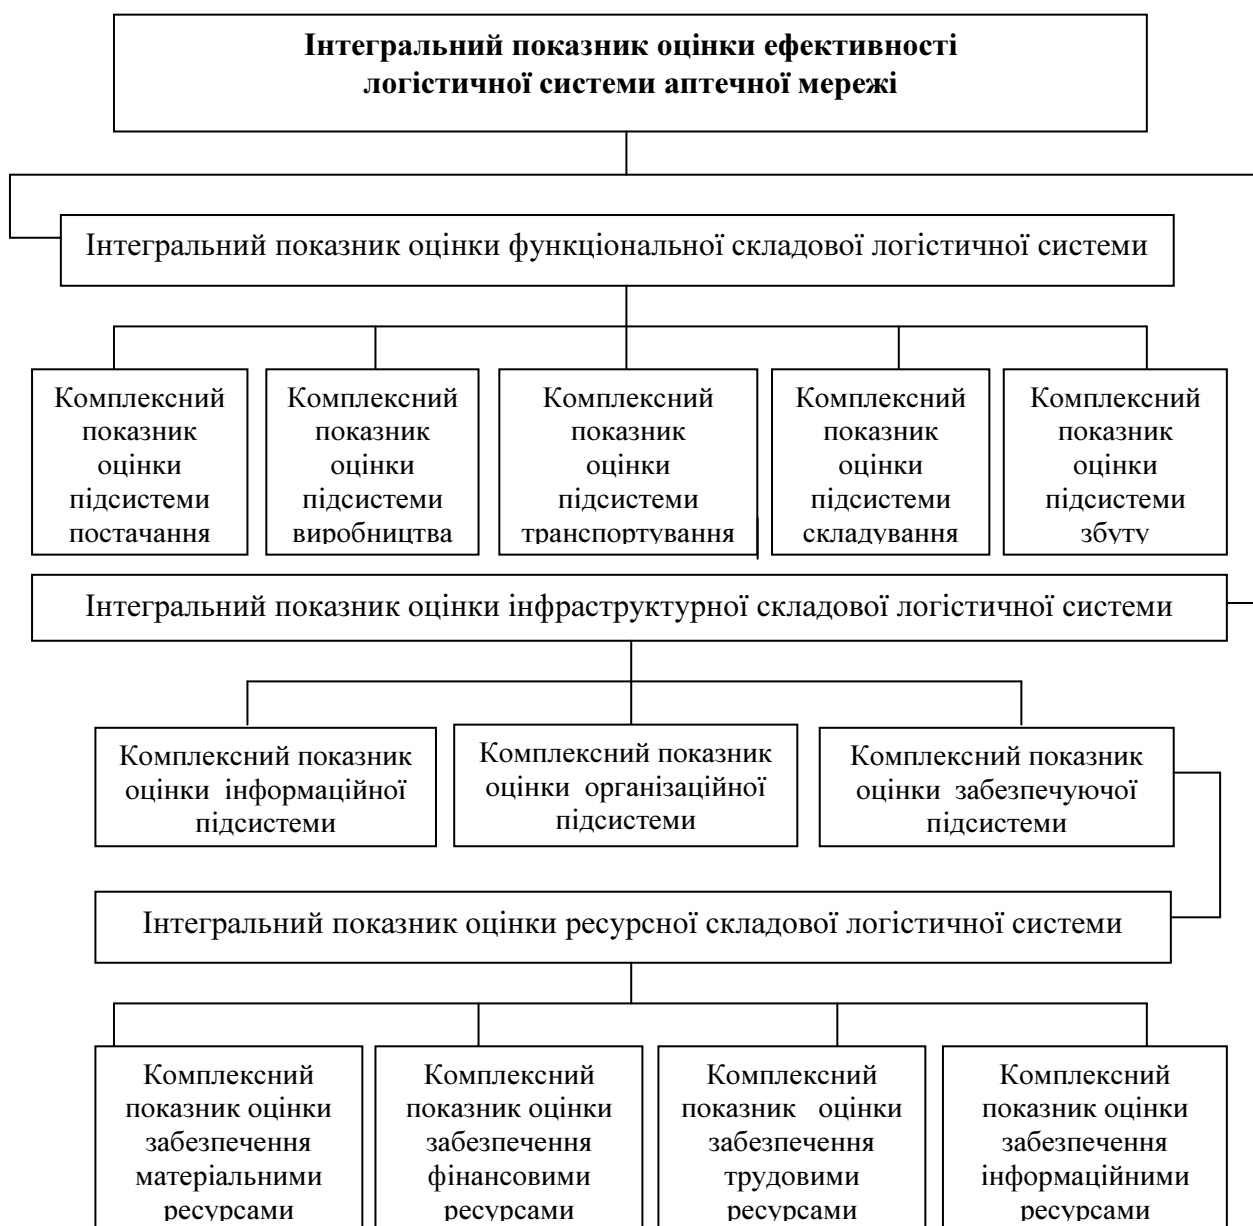 Інтегральний показник оцінки ефективності
логістичної системи аптечної мережі
Інтегральний показник оцінки функціональної складової логістичної системи
Комплексний
показник
оцінки
підсистеми
постачання
Комплексний
показник
оцінки
підсистеми
виробництва
Комплексний
показник
оцінки
підсистеми
транспортування
Комплексний
показник
оцінки
підсистеми
складування
Комплексний
показник
оцінки
підсистеми
збуту
Інтегральний показник оцінки інфраструктурної складової логістичної системи
Комплексний показник
оцінки інформаційної
підсистеми
Комплексний показник
оцінки організаційної
підсистеми
Комплексний показник
оцінки забезпечуючої
підсистеми
Інтегральний показник оцінки ресурсної складової логістичної системи
Комплексний
показник оцінки
забезпечення
матеріальними
ресурсами
Комплексний
показник оцінки
забезпечення
фінансовими
ресурсами
Комплексний
показник оцінки
забезпечення
трудовими
ресурсами
Комплексний
показник оцінки
забезпечення
інформаційними
ресурсами